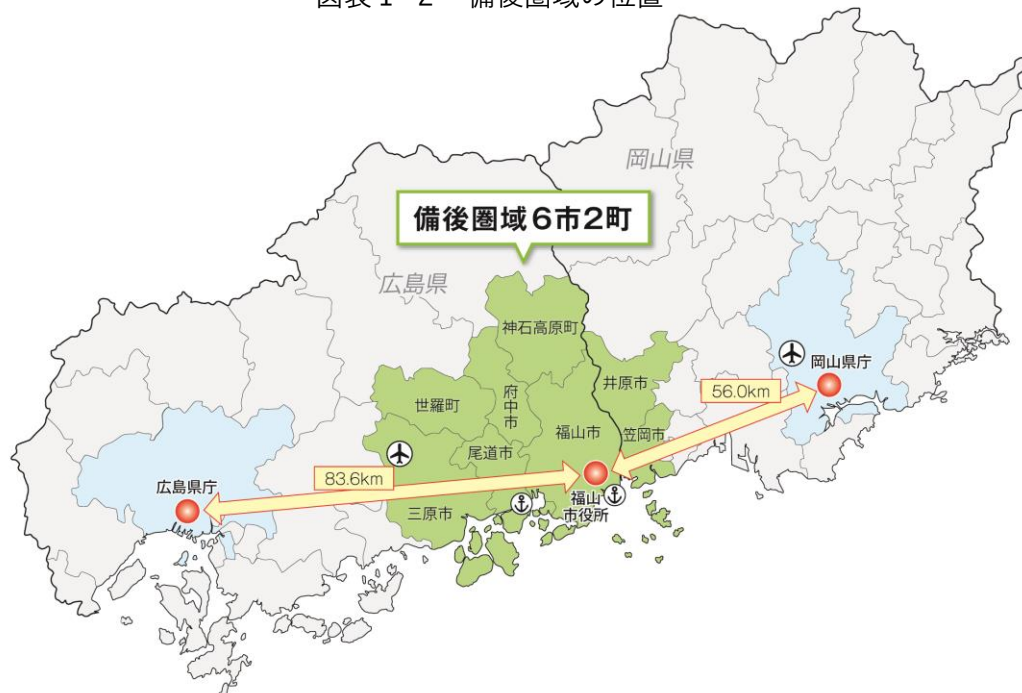 図表1-2 備後圏域の位置
岡山県
備後圏域6市2町
広島県
神石高原町
岡山県庁
井原市
56.0km
世羅町
府中市
福山市
笠岡市
尾道市
83.6km
広島県庁
福山
市役所
三原市